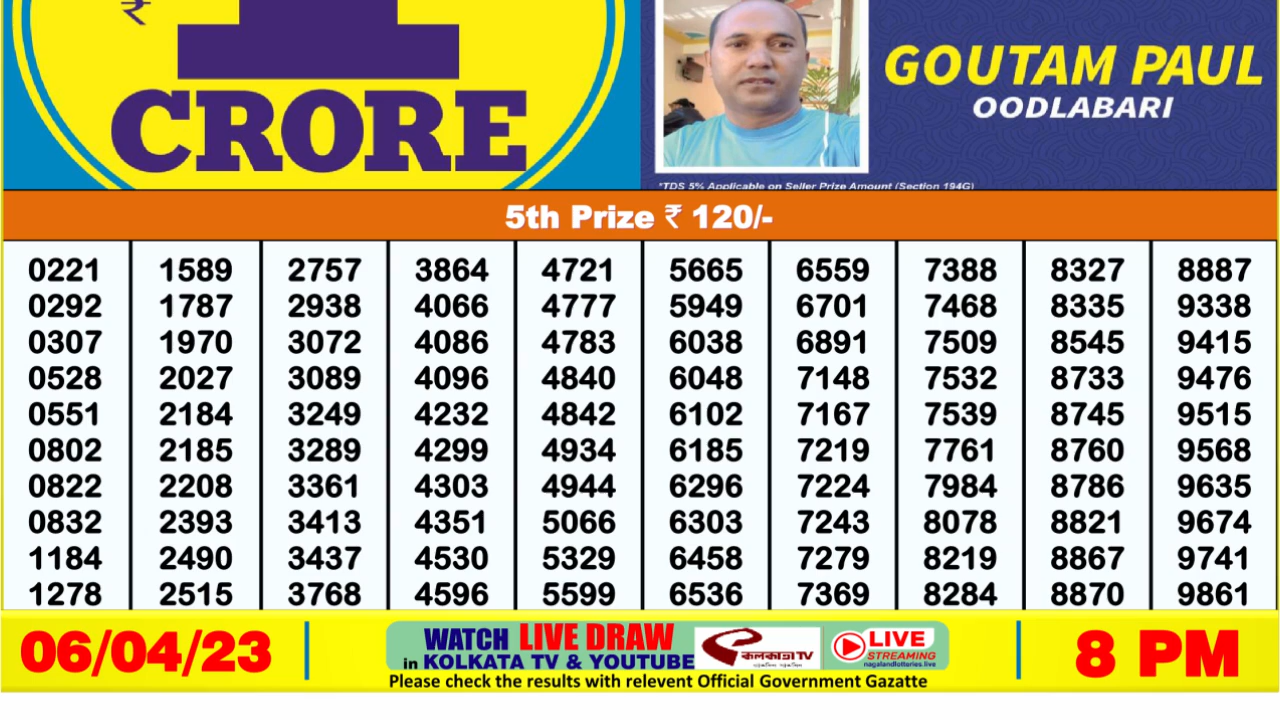 ₹
1
CRORE
GOUTAM PAUL
OODLABARI
*TDS 5% Applicable on Seller Prize Amount (Section 194G)
5th Prize ₹ 120/-
0221 1589 2757 3864 4721 5665 6559 7388 8327 8887
0292 1787 2938 4066 4777 5949 6701 7468 8335 9338
0307 1970 3072 4086 4783 6038 6891 7509 8545 9415
0528 2027 3089 4096 4840 6048 7148 7532 8733 9476
0551 2184 3249 4232 4842 6102 7167 7539 8745 9515
0802 2185 3289 4299 4934 6185 7219 7761 8760 9568
0822 2208 3361 4303 4944 6296 7224 7984 8786 9635
0832 2393 3413 4351 5066 6303 7243 8078 8821 9674
1184 2490 3437 4530 5329 6458 7279 8219 8867 9741
1278 2515 3768 4596 5599 6536 7369 8284 8870 9861
06/04/23
WATCH LIVE DRAW
in KOLKATA TV & YOUTUBE
কলকাতা TV
LIVE
STREAMING
nagalandlotteries.live
Please check the results with relevent Official Government Gazatte
8 PM